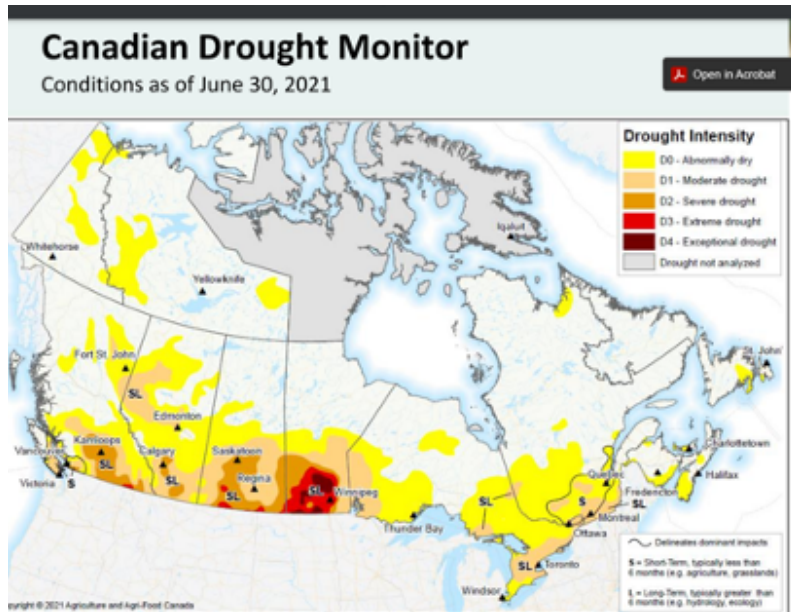 Canadian Drought Monitor
Conditions as of June 30, 2021
Open in Acrobat
Drought Intensity
D0 - Abnormally dry
D1 - Moderate drought
D2 - Severe drought
D3 - Extreme drought
D4 - Exceptional drought
Drought not analyzed
Iqaluit
Whitehorse
Yellowknife
St. John'
Fort St. John
SL
Edmonton
Kamloops
Vancouver
Calgary
Saskatoon
Charlottetown
SL
SL
Regina
Quebec
Halifax
Victoria
S
SL
SL
Winnipeg
SL
S
Fredericton
SL
Thunder Bay
Montreal
Ottawa
SL
Toronto
Windsor
Delineates dominant impacts
S = Short-Term, typically less than
6 months (e.g. agriculture, grasslands)
L = Long-Term, typically greater than
6 months (e.g. hydrology, ecology)
pyright © 2021 Agriculture and Agri-Food Canada